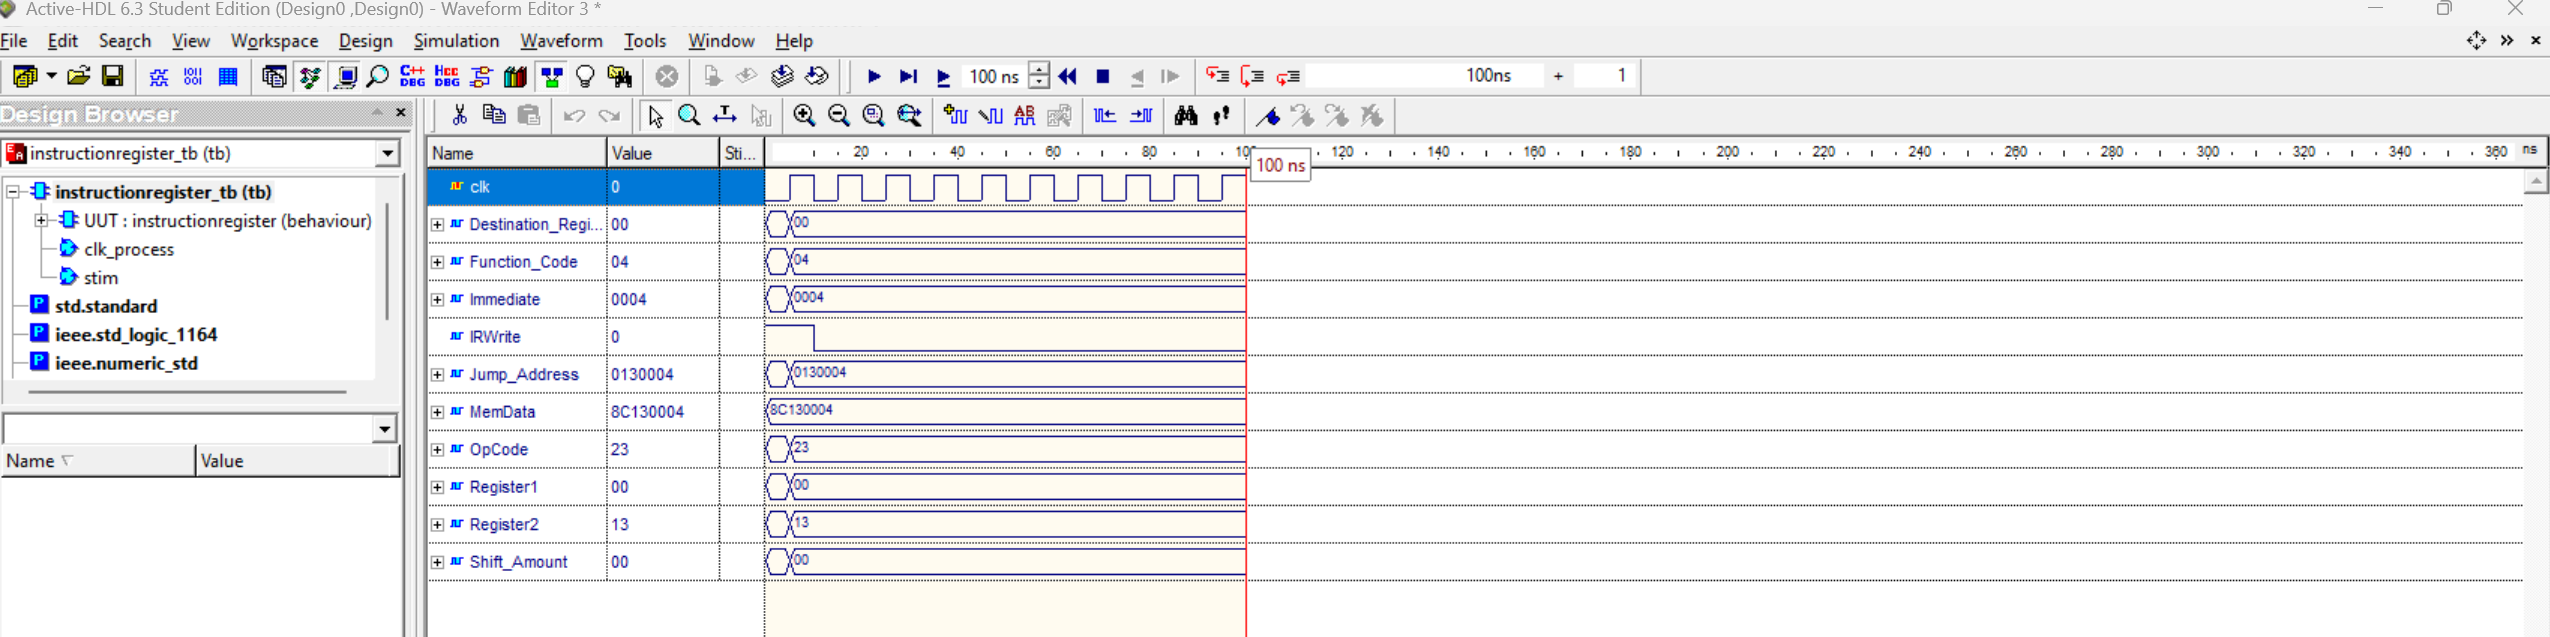 Active-HDL 6.3 Student Edition (Design0 ,Design0) - Waveform Editor 3 *
File Edit Search View Workspace Design Simulation Waveform Tools Window Help
C++ DBG HCC DBG 100 ns 100ns + 1
Design Browser
instructionregister_tb (tb)
instructionregister_tb (tb)
UUT : instructionregister (behaviour)
clk_process
stim
std.standard
ieee.std_logic_1164
ieee.numeric_std
Name Value
Name Value Sti... 20 40 60 80 100 120 140 160 180 200 220 240 260 280 300 320 340 360 ns
100 ns
clk 0
Destination_Regi... 00 00
Function_Code 04 04
Immediate 0004 0004
IRWrite 0
Jump_Address 0130004 0130004
MemData 8C130004 8C130004
OpCode 23 23
Register1 00 00
Register2 13 13
Shift_Amount 00 00